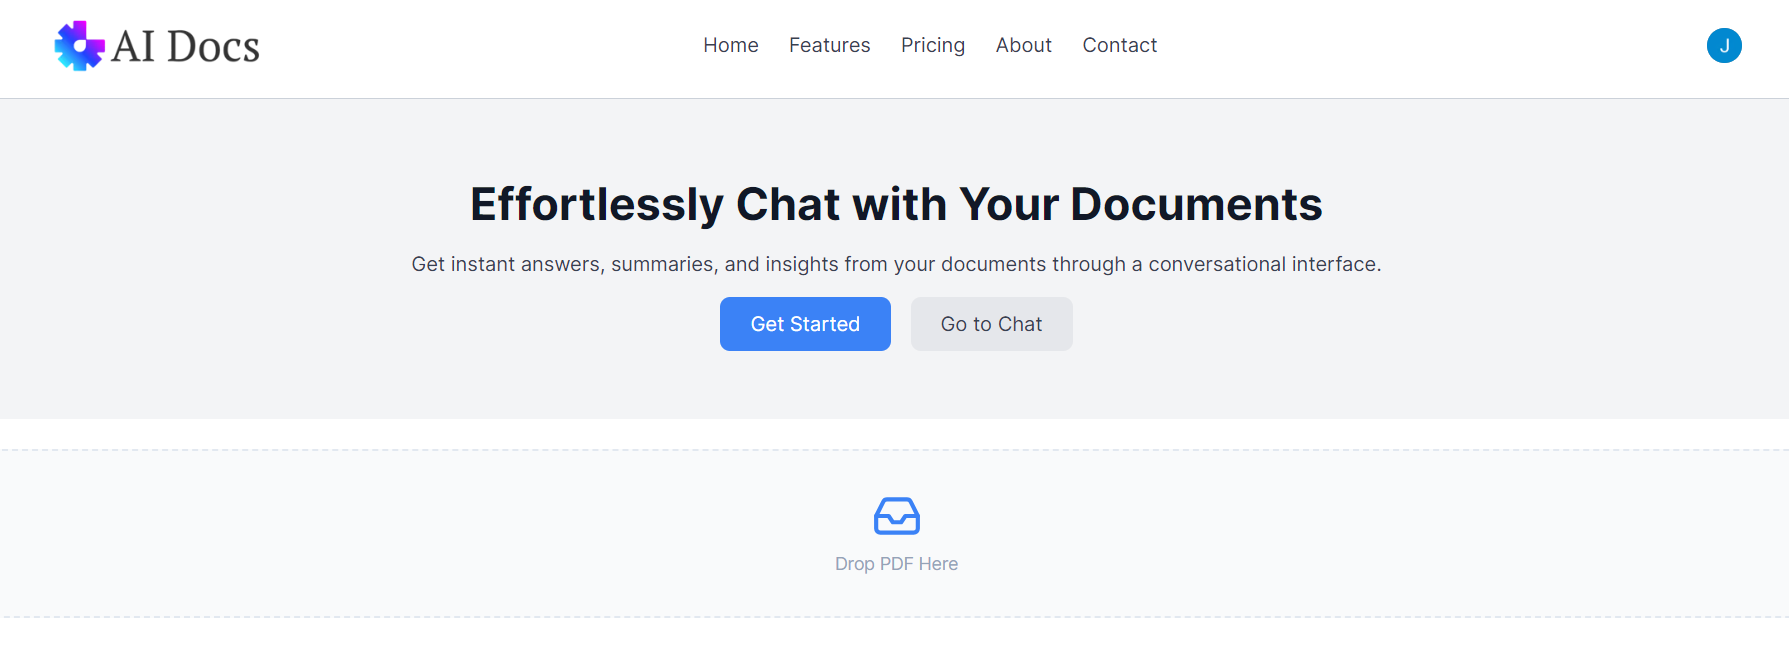 AI Docs
Home Features Pricing About Contact
J
Effortlessly Chat with Your Documents
Get instant answers, summaries, and insights from your documents through a conversational interface.
Get Started Go to Chat
Drop PDF Here